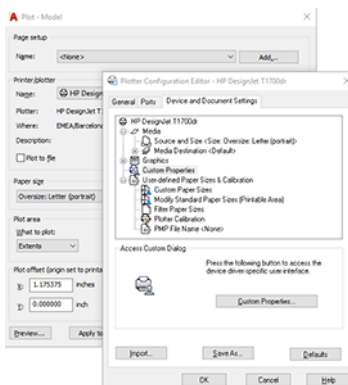 Plot - Model
Page setup
Name: <None> Add...
Printer/plotter
Name: HP Design
Plotter: HP DesignJet T1
Where: EMEA/Barcelon
Description:
Plot to file
Paper size
Oversize: Letter (portrait)
Plot area
What to plot:
Extents
Plot offset (origin set to printa
X: 1.175375 inches
Y: 0.000000 inch
Preview... Apply to
Plotter Configuration Editor - HP DesignJet T1700dr
General Ports Device and Document Settings
HP DesignJet T1700dr
Media
Source and Size <Size: Oversize: Letter (portrait)>
Media Destination <Default>
Graphics
Custom Properties
User-defined Paper Sizes & Calibration
Custom Paper Sizes
Modify Standard Paper Sizes (Printable Area)
Filter Paper Sizes
Plotter Calibration
PMP File Name <None>
Access Custom Dialog
Press the following button to access the
device driver-specific user interface.
Custom Properties...
Import... Save As... Defaults
OK Cancel Help